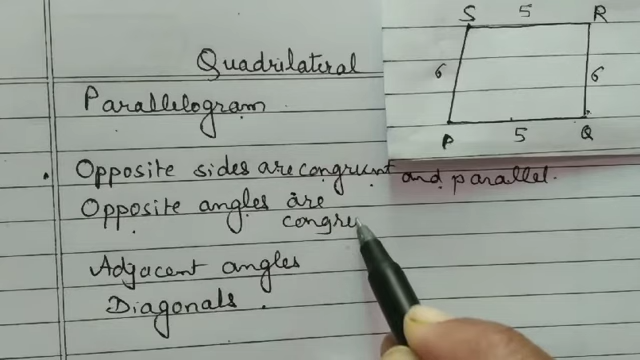 S 5 R
6 6
P 5 Q
Quadrilateral
Parallelogram
. Opposite sides are congruent and parallel.
Opposite angles are
congru
Adjacent angles
Diagonals .